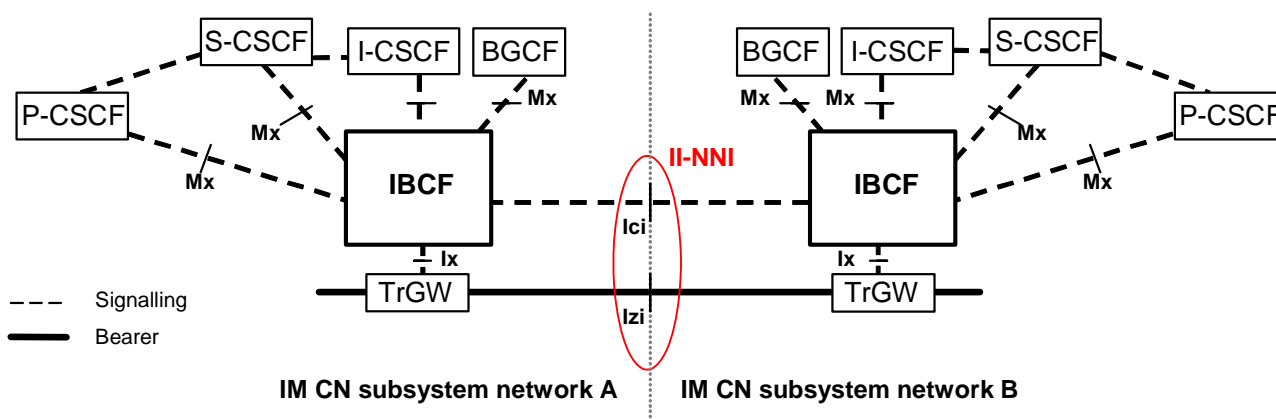 S-CSCF
I-CSCF
BGCF
BGCF
I-CSCF
S-CSCF
P-CSCF
P-CSCF
Mx
Mx
Mx
Mx
Mx
Mx
Mx
II-NNI
IBCF
IBCF
Ici
Ix
Ix
TrGW
TrGW
Izi
Signalling
Bearer
IM CN subsystem network A
IM CN subsystem network B